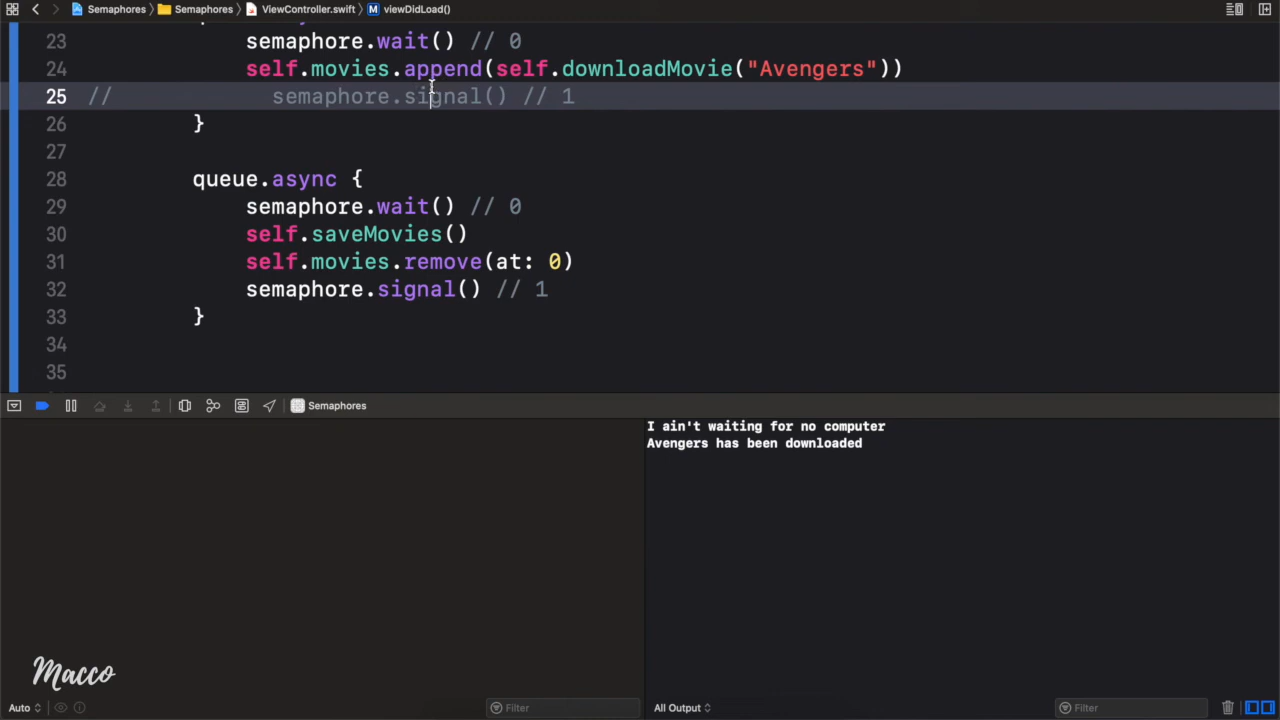 Semaphores Semaphores ViewController.swift M viewDidLoad()
23 semaphore.wait() // 0
24 self.movies.append(self.downloadMovie("Avengers"))
25 // semaphore.signal() // 1
26 }
27
28 queue.async {
29 semaphore.wait() // 0
30 self.saveMovies()
31 self.movies.remove(at: 0)
32 semaphore.signal() // 1
33 }
34
35
Semaphores
I ain't waiting for no computer
Avengers has been downloaded
Macco
Auto Filter All Output Filter